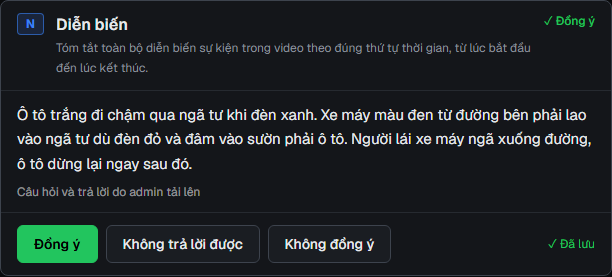 N Diễn biến ✓ Đồng ý
Tóm tắt toàn bộ diễn biến sự kiện trong video theo đúng thứ tự thời gian, từ lúc bắt đầu
đến lúc kết thúc.
Ô tô trắng đi chậm qua ngã tư khi đèn xanh. Xe máy màu đen từ đường bên phải lao
vào ngã tư dù đèn đỏ và đâm vào sườn phải ô tô. Người lái xe máy ngã xuống đường,
ô tô dừng lại ngay sau đó.
Câu hỏi và trả lời do admin tải lên
Đồng ý Không trả lời được Không đồng ý ✓ Đã lưu